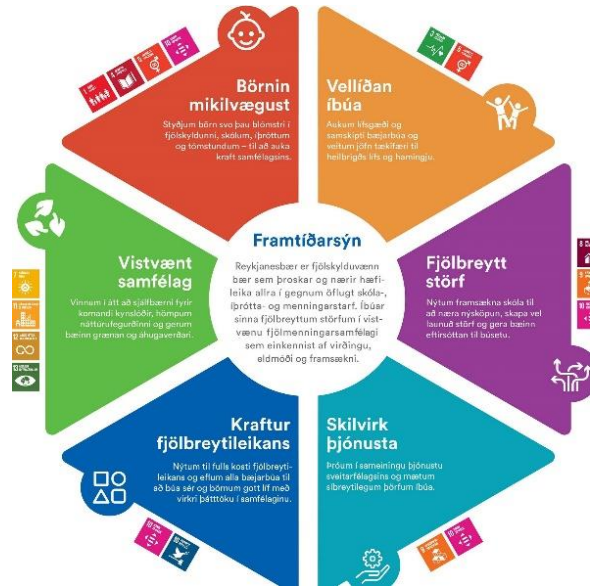 Börnin
mikilvægust
Styðjum börn svo þau blómstri í
fjölskyldunni, skólum, íþróttum
og tómstundum – til að auka
kraft samfélagsins.
Vellíðan
íbúa
Aukum lífsgæði og
samskipti bæjarbúa og
veitum jöfn tækifæri til
heilbrigðs lífs og hamingju.
Vistvænt
samfélag
Vinnum í átt að sjálfbærni fyrir
komandi kynslóðir, hömpum
náttúrufegurðinni og gerum
bæinn grænan og áhugaverðari.
Framtíðarsýn
Reykjanesbær er fjölskylduvænn
bær sem þroskar og nærir hæfi-
leika allra í gegnum öflugt skóla-,
íþrótta- og menningarstarf. Íbúar
sinna fjölbreyttum störfum í vist-
vænu fjölmenningarsamfélagi
sem einkennist af virðingu,
eldmóði og framsækni.
Fjölbreytt
störf
Nýtum framsækna skóla til
að næra nýsköpun, skapa vel
launuð störf og gera bæinn
eftirsóttan til búsetu.
Kraftur
fjölbreytileikans
Nýtum til fulls kosti fjölbreyti-
leikans og eflum alla bæjarbúa til
að búa sér og börnum gott líf með
virkri þátttöku í samfélaginu.
Skilvirk
þjónusta
Þróum í sameiningu þjónustu
sveitarfélagsins og mætum
síbreytilegum þörfum íbúa.